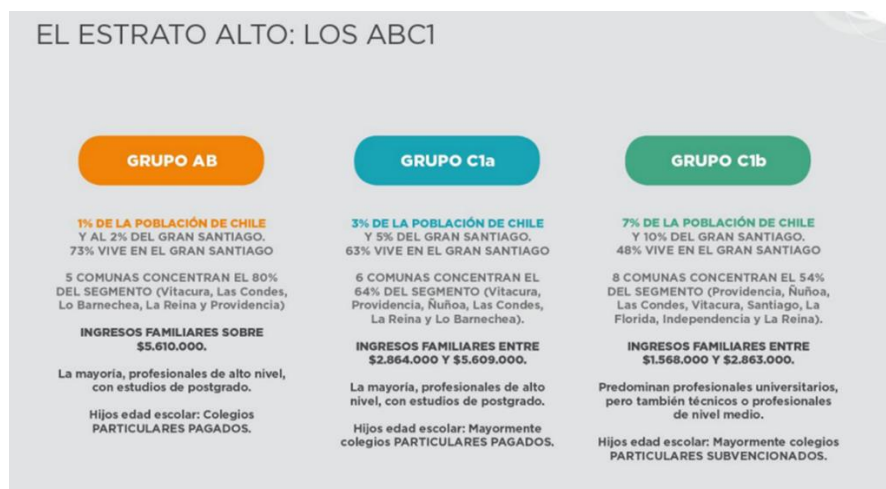 EL ESTRATO ALTO: LOS ABC1
GRUPO AB
1% DE LA POBLACIÓN DE CHILE
Y AL 2% DEL GRAN SANTIAGO.
73% VIVE EN EL GRAN SANTIAGO
5 COMUNAS CONCENTRAN EL 80%
DEL SEGMENTO (Vitacura, Las Condes,
Lo Barnechea, La Reina y Providencia)
INGRESOS FAMILIARES SOBRE
$5.610.000.
La mayoría, profesionales de alto nivel,
con estudios de postgrado.
Hijos edad escolar: Colegios
PARTICULARES PAGADOS.
GRUPO C1a
3% DE LA POBLACIÓN DE CHILE
Y 5% DEL GRAN SANTIAGO.
63% VIVE EN EL GRAN SANTIAGO
6 COMUNAS CONCENTRAN EL
64% DEL SEGMENTO (Vitacura,
Providencia, Ñuñoa, Las Condes,
La Reina y Lo Barnechea).
INGRESOS FAMILIARES ENTRE
$2.864.000 Y $5.609.000.
La mayoría, profesionales de alto
nivel, con estudios de postgrado.
Hijos edad escolar: Mayormente
colegios PARTICULARES PAGADOS.
GRUPO C1b
7% DE LA POBLACIÓN DE CHILE
Y 10% DEL GRAN SANTIAGO.
48% VIVE EN EL GRAN SANTIAGO
8 COMUNAS CONCENTRAN EL 54%
DEL SEGMENTO (Providencia, Ñuñoa,
Las Condes, Vitacura, Santiago, La
Florida, Independencia y La Reina).
INGRESOS FAMILIARES ENTRE
$1.568.000 Y $2.863.000.
Predominan profesionales universitarios,
pero también técnicos o profesionales
de nivel medio.
Hijos edad escolar: Mayormente colegios
PARTICULARES SUBVENCIONADOS.